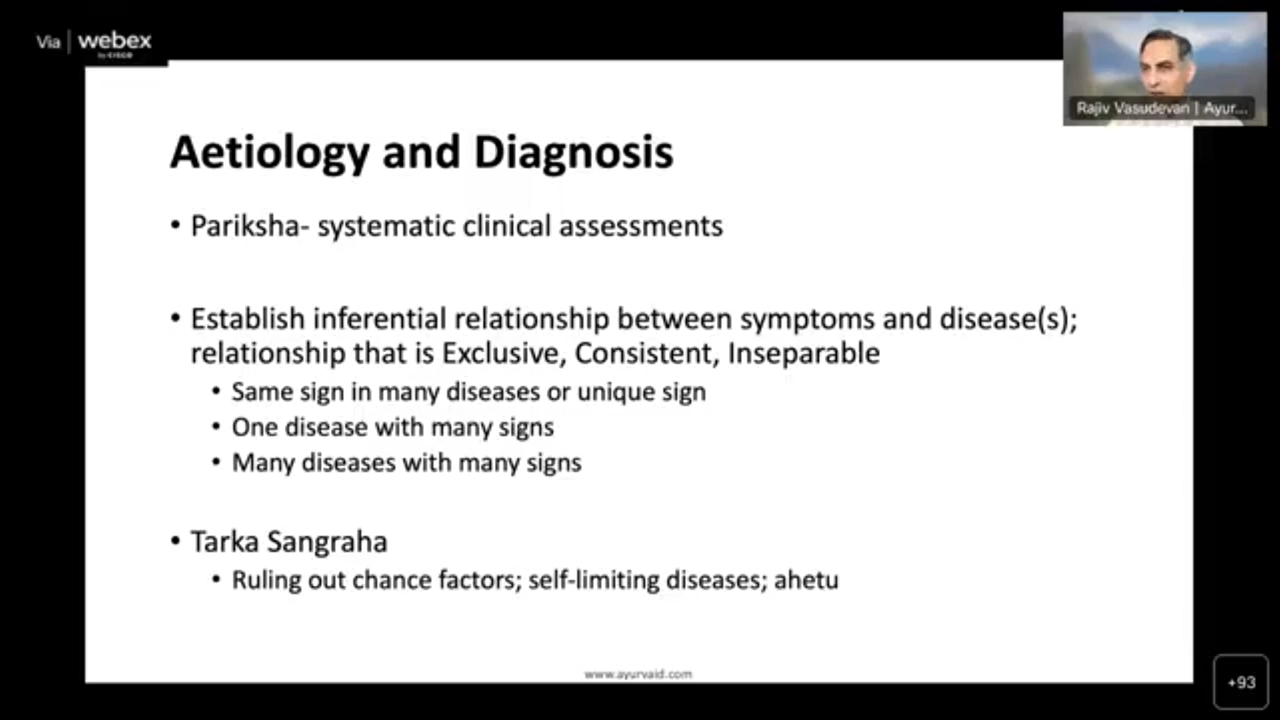 Via | webex
by CISCO
Rajiv Vasudevan | Ayur...
Aetiology and Diagnosis
• Pariksha- systematic clinical assessments
• Establish inferential relationship between symptoms and disease(s);
relationship that is Exclusive, Consistent, Inseparable
• Same sign in many diseases or unique sign
• One disease with many signs
• Many diseases with many signs
• Tarka Sangraha
• Ruling out chance factors; self-limiting diseases; ahetu
www.ayurvaid.com
+93